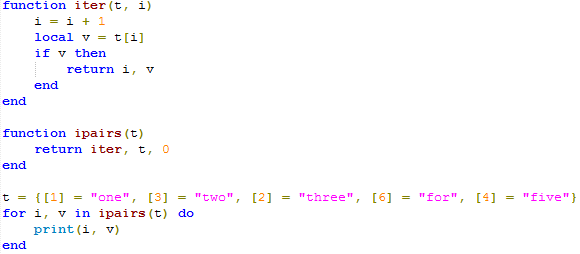 function iter(t, i)
    i = i + 1
    local v = t[i]
    if v then
        return i, v
    end
end

function ipairs(t)
    return iter, t, 0
end

t = {[1] = "one", [3] = "two", [2] = "three", [6] = "for", [4] = "five"}
for i, v in ipairs(t) do
    print(i, v)
end